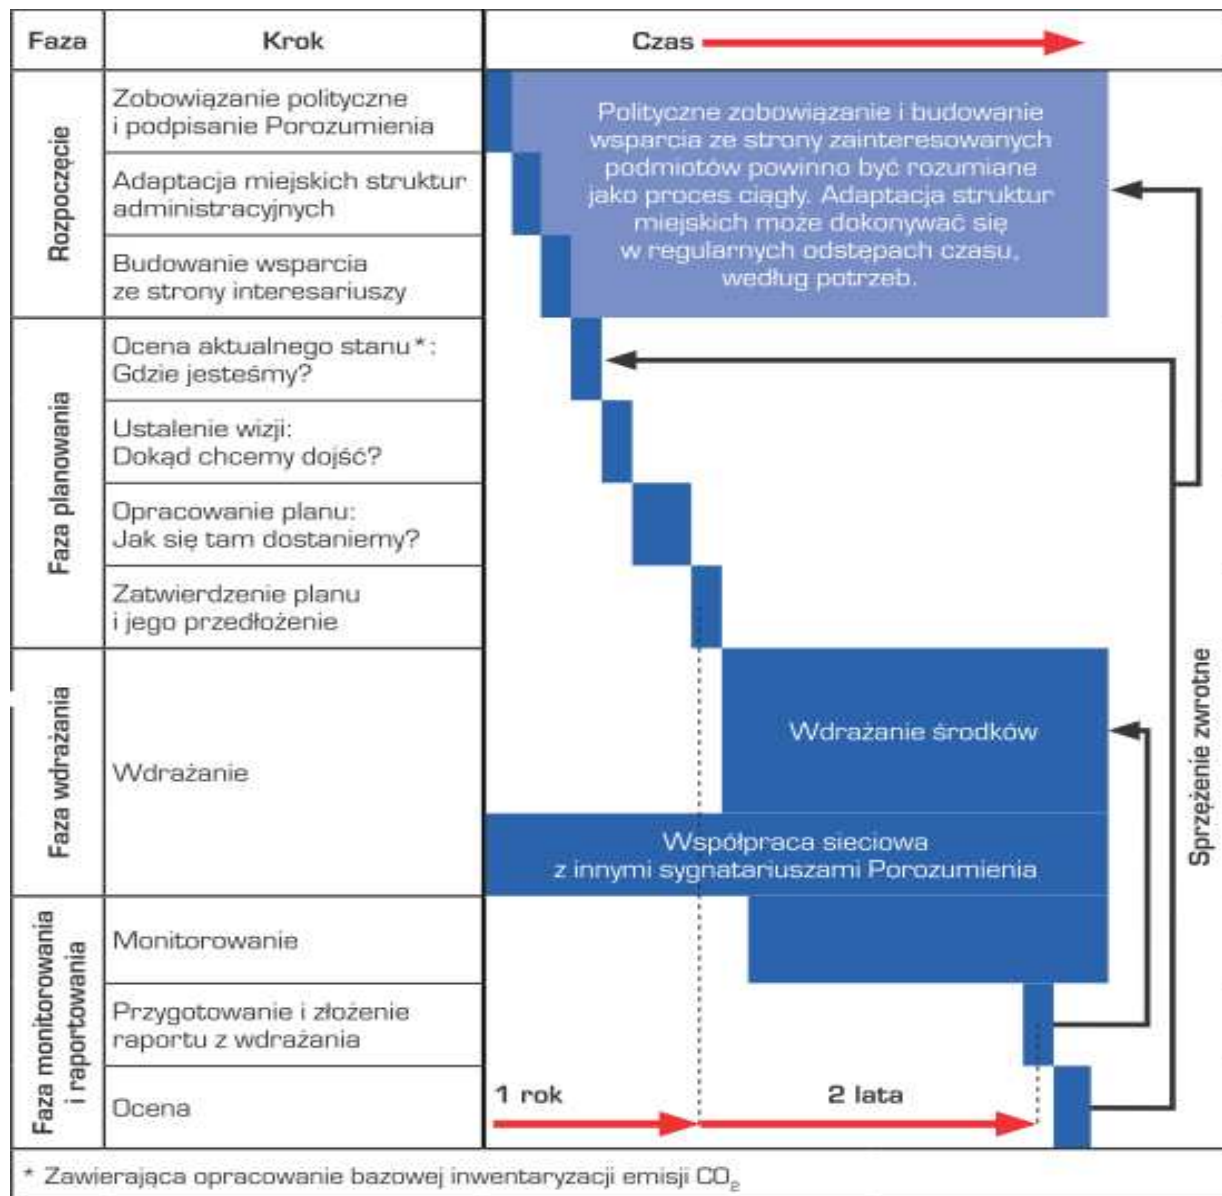 Faza
Krok
Czas
Rozpoczęcie
Zobowiązanie polityczne
i podpisanie Porozumienia
Adaptacja miejskich struktur
administracyjnych
Budowanie wsparcia
ze strony interesariuszy
Polityczne zobowiązanie i budowanie
wsparcia ze strony zainteresowanych
podmiotów powinno być rozumiane
jako proces ciągły. Adaptacja struktur
miejskich może dokonywać się
w regularnych odstępach czasu,
według potrzeb.
Faza planowania
Ocena aktualnego stanu*:
Gdzie jesteśmy?
Ustalenie wizji:
Dokąd chcemy dojść?
Opracowanie planu:
Jak się tam dostaniemy?
Zatwierdzenie planu
i jego przedłożenie
Faza wdrażania
Wdrażanie
Wdrażanie środków
Współpraca sieciowa
z innymi sygnatariuszami Porozumienia
Sprzężenie zwrotne
Faza monitorowania
i raportowania
Monitorowanie
Przygotowanie i złożenie
raportu z wdrażania
Ocena
1 rok
2 lata
* Zawierająca opracowanie bazowej inwentaryzacji emisji CO₂